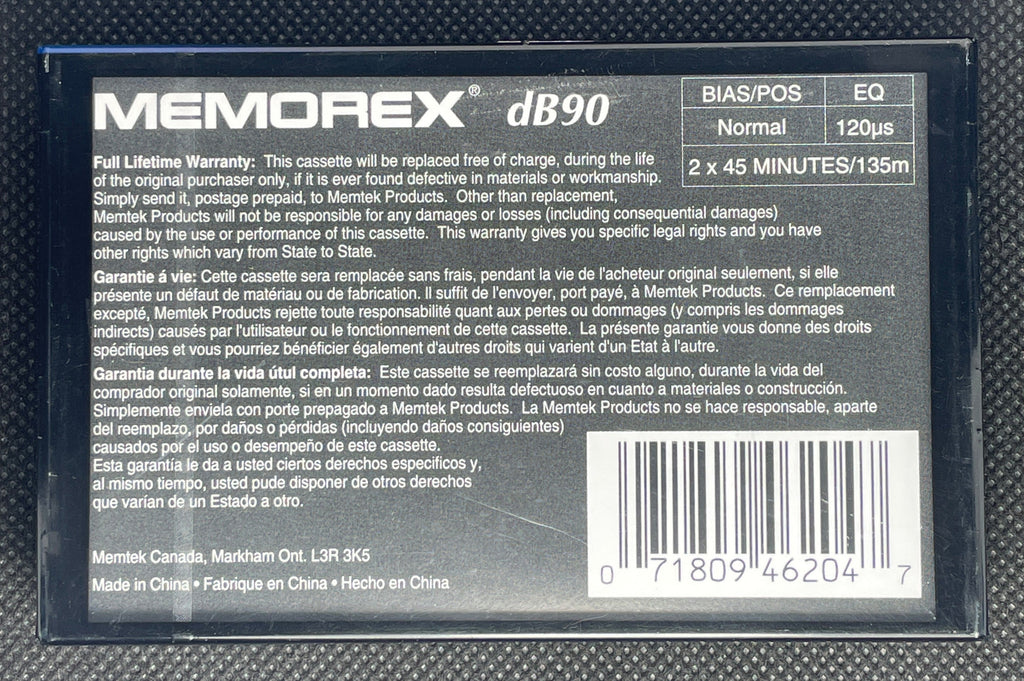 MEMOREX® dB90
BIAS/POS EQ
Normal 120µs
2 x 45 MINUTES/135m
Full Lifetime Warranty: This cassette will be replaced free of charge, during the life
of the original purchaser only, if it is ever found defective in materials or workmanship.
Simply send it, postage prepaid, to Memtek Products. Other than replacement,
Memtek Products will not be responsible for any damages or losses (including consequential damages)
caused by the use or performance of this cassette. This warranty gives you specific legal rights and you have
other rights which vary from State to State.
Garantie á vie: Cette cassette sera remplacée sans frais, pendant la vie de l'acheteur original seulement, si elle
présente un défaut de matériau ou de fabrication. Il suffit de l'envoyer, port payé, à Memtek Products. Ce remplacement
excepté, Memtek Products rejette toute responsabilité quant aux pertes ou dommages (y compris les dommages
indirects) causés par l'utilisateur ou le fonctionnement de cette cassette. La présente garantie vous donne des droits
spécifiques et vous pourriez bénéficier également d'autres droits qui varient d'un Etat à l'autre.
Garantia durante la vida útul completa: Este cassette se reemplazará sin costo alguno, durante la vida del
comprador original solamente, si en un momento dado resulta defectuoso en cuanto a materiales o construcción.
Simplemente enviela con porte prepagado a Memtek Products. La Memtek Products no se hace responsable, aparte
del reemplazo, por daños o pérdidas (incluyendo daños consiguientes)
causados por el uso o desempeño de este cassette.
Esta garantía le da a usted ciertos derechos especificos y,
al mismo tiempo, usted pude disponer de otros derechos
que varían de un Estado a otro.
Memtek Canada, Markham Ont. L3R 3K5
Made in China • Fabrique en China • Hecho en China
0 71809 46204 7